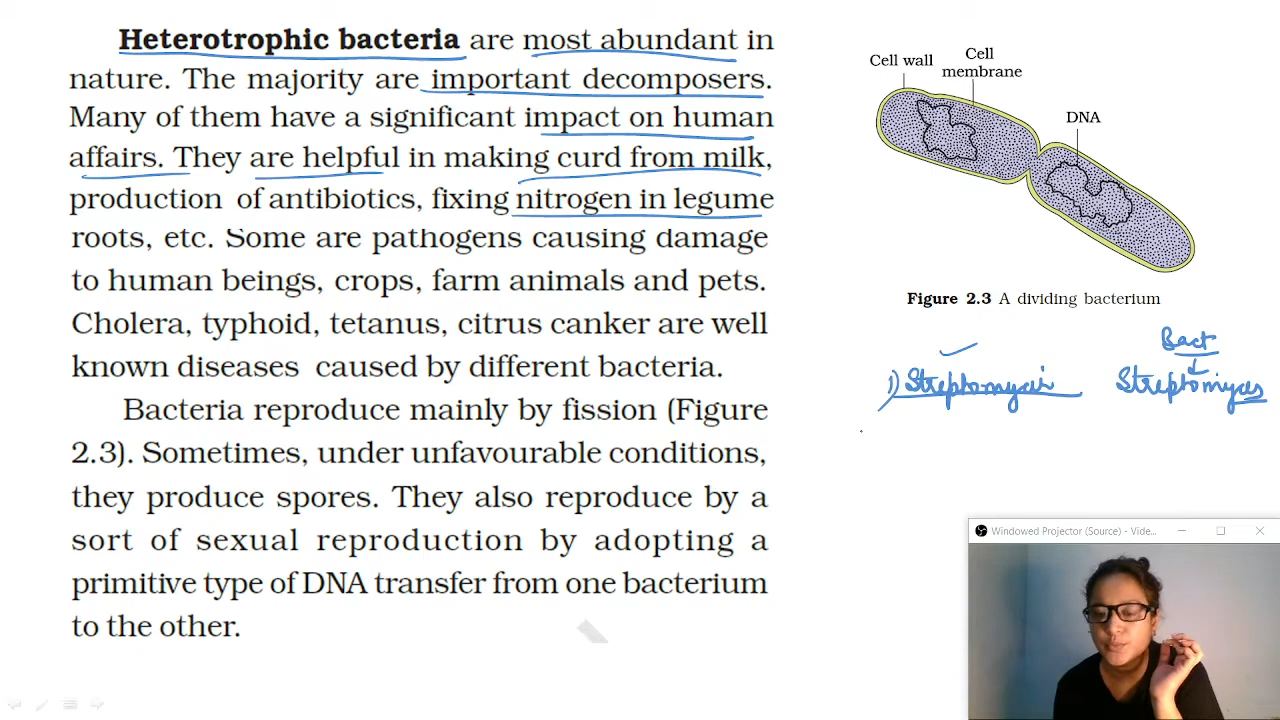 Heterotrophic bacteria are most abundant in
nature. The majority are important decomposers.
Many of them have a significant impact on human
affairs. They are helpful in making curd from milk,
production of antibiotics, fixing nitrogen in legume
roots, etc. Some are pathogens causing damage
to human beings, crops, farm animals and pets.
Cholera, typhoid, tetanus, citrus canker are well
known diseases caused by different bacteria.
Bacteria reproduce mainly by fission (Figure
2.3). Sometimes, under unfavourable conditions,
they produce spores. They also reproduce by a
sort of sexual reproduction by adopting a
primitive type of DNA transfer from one bacterium
to the other.
Cell wall
Cell
membrane
DNA
Figure 2.3 A dividing bacterium
Bact
1) Streptomycin
Streptomyces
Windowed Projector (Source) - Vide...